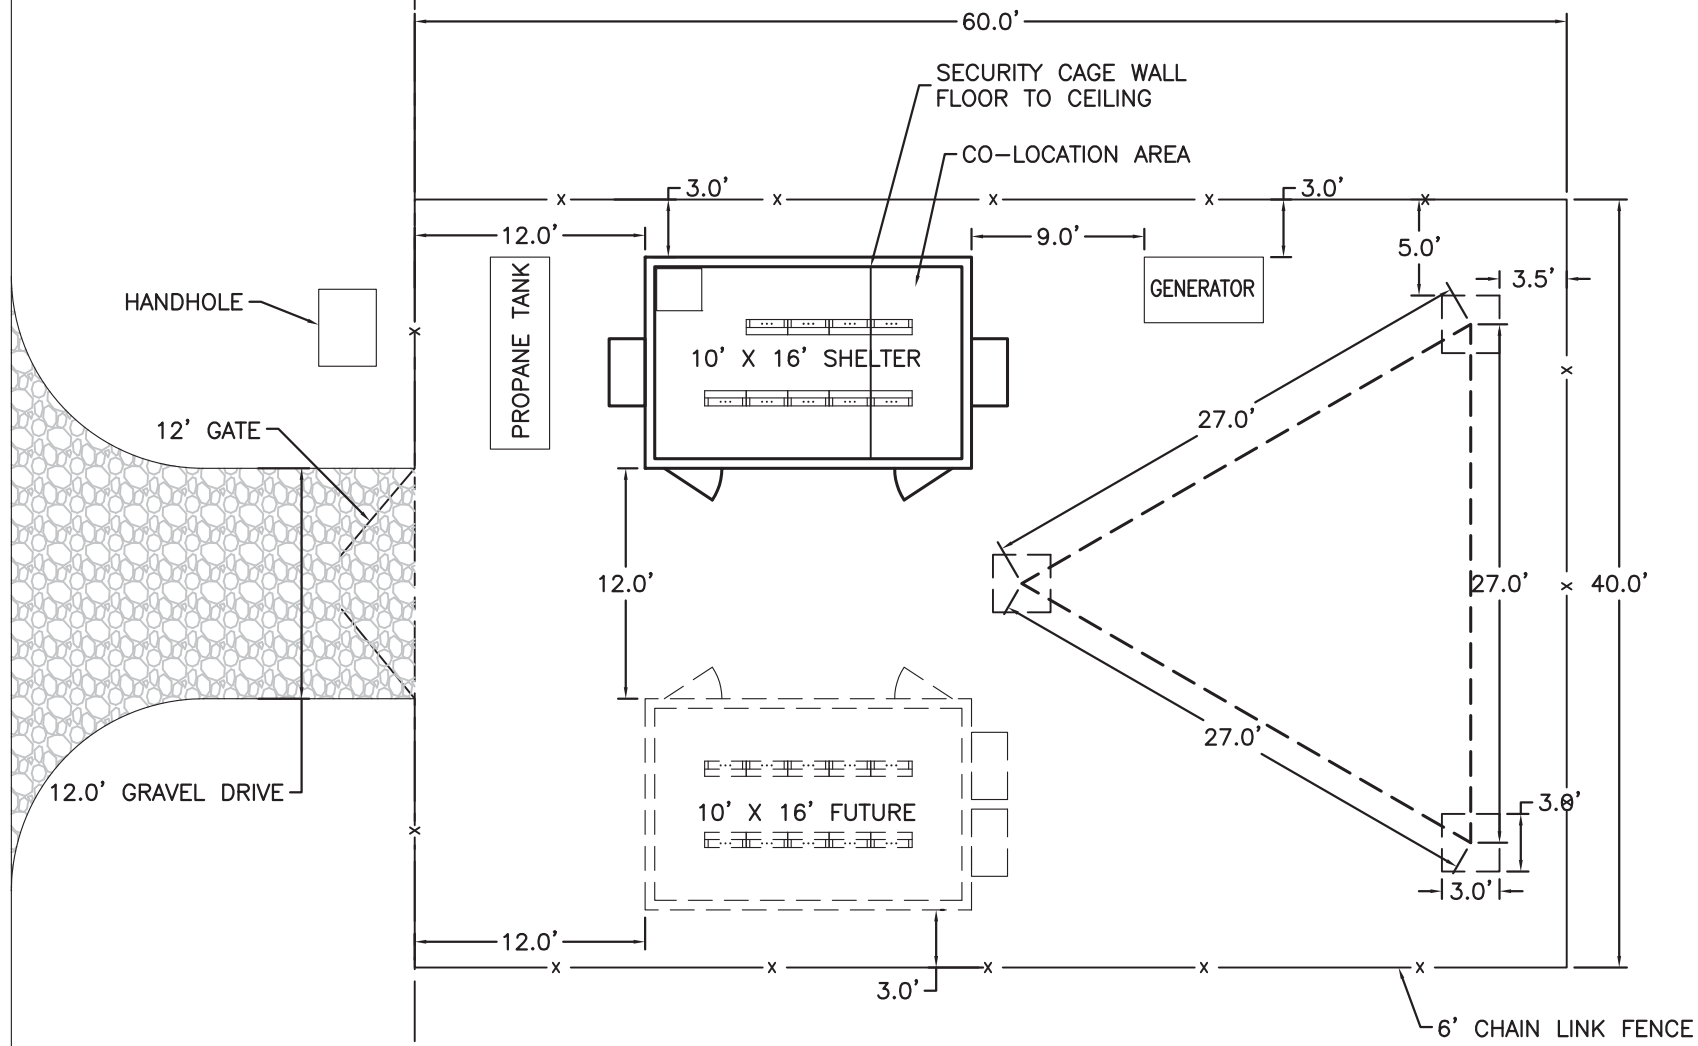 60.0'
SECURITY CAGE WALL
FLOOR TO CEILING
CO-LOCATION AREA
3.0'
3.0'
12.0'
9.0'
5.0'
3.5'
HANDHOLE
PROPANE TANK
GENERATOR
10' X 16' SHELTER
27.0'
12' GATE
12.0'
27.0'
40.0'
27.0'
12.0' GRAVEL DRIVE
10' X 16' FUTURE
3.0'
3.0'
12.0'
3.0'
6' CHAIN LINK FENCE